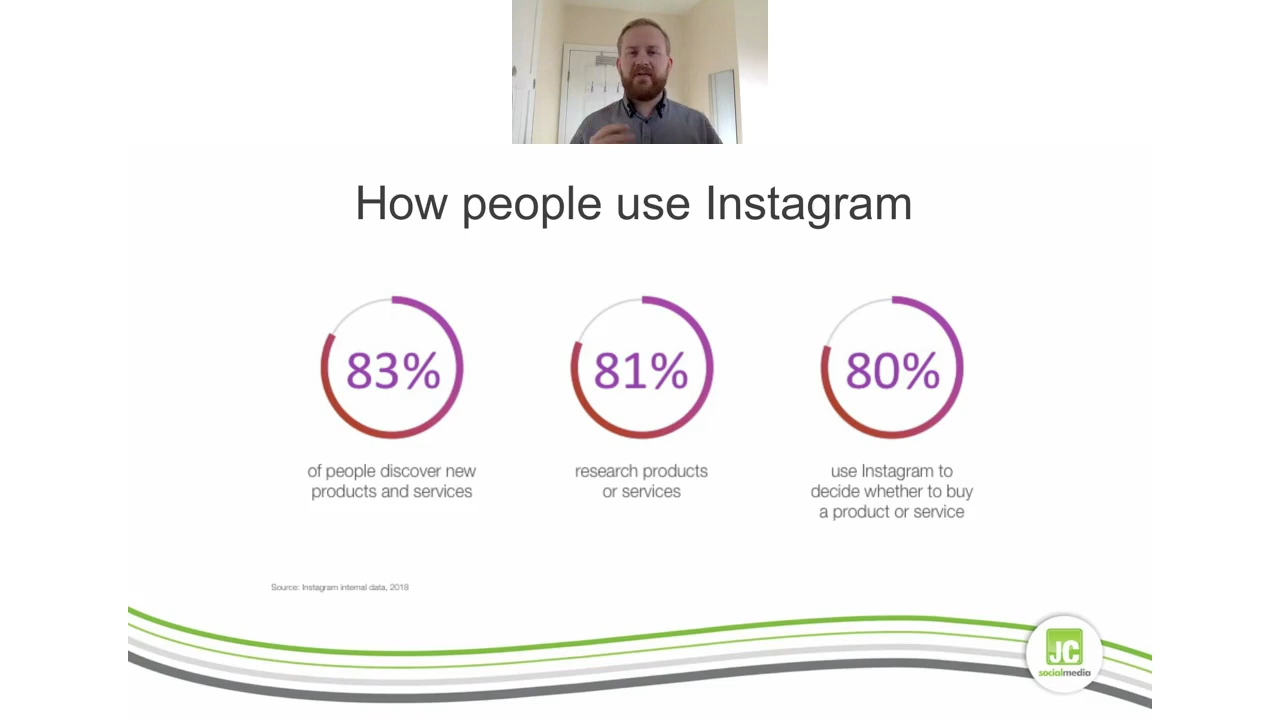 How people use Instagram
83%
81%
80%
of people discover new
products and services
research products
or services
use Instagram to
decide whether to buy
a product or service
Source: Instagram internal data, 2018
JC
socialmedia